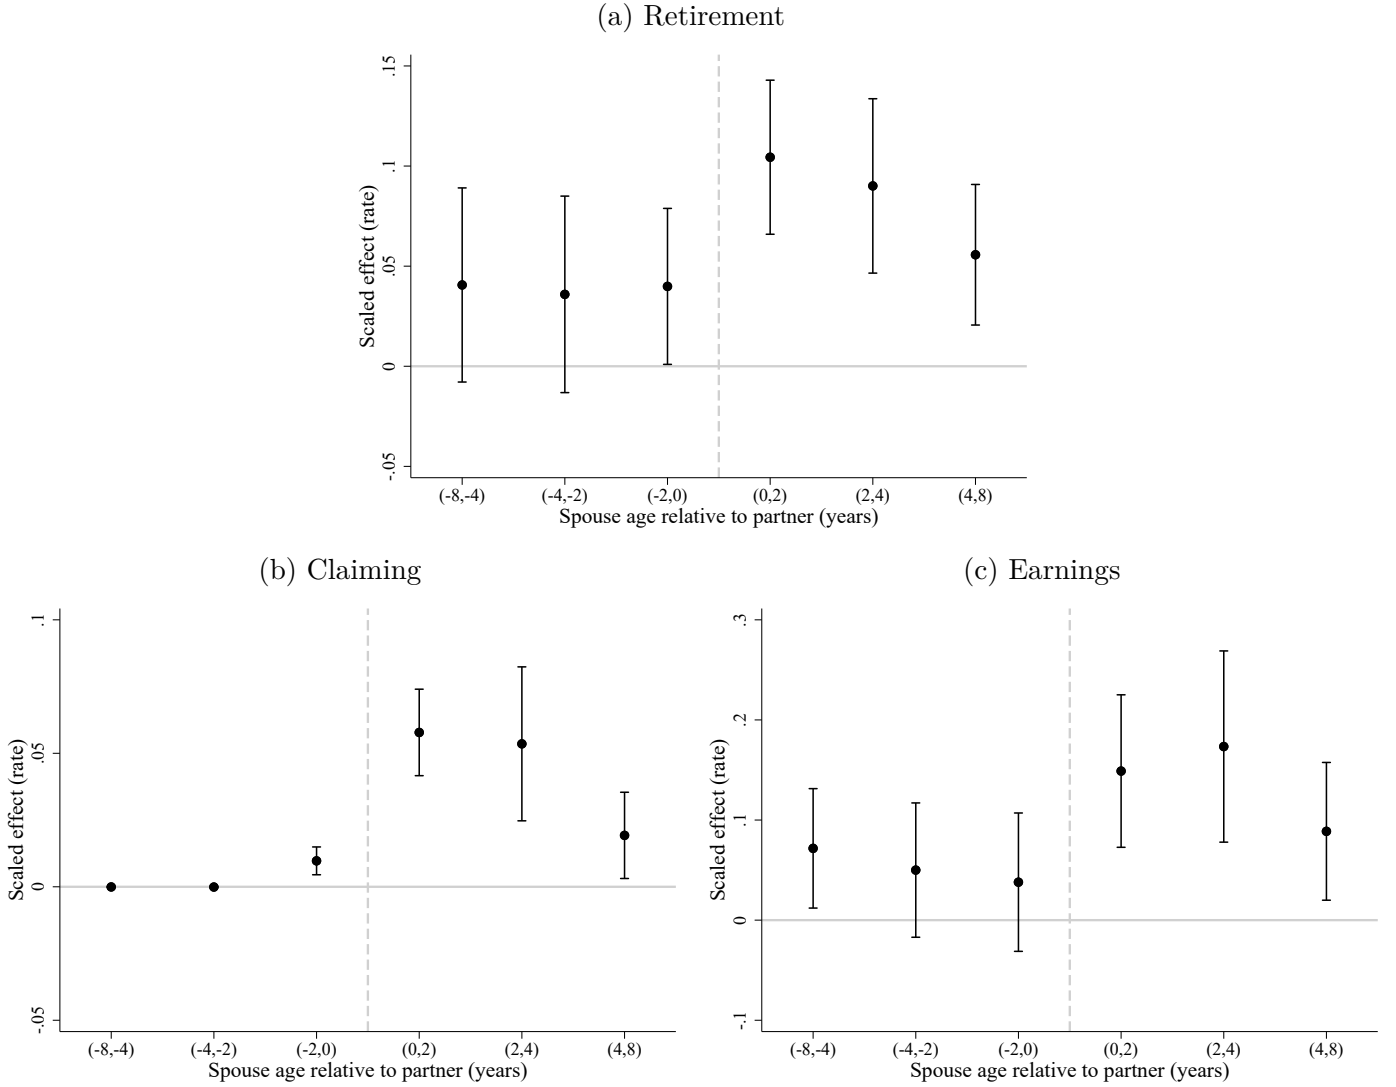 (a) Retirement
Scaled effect (rate)
.15
.1
.05
0
-.05
(-8,-4) (-4,-2) (-2,0) (0,2) (2,4) (4,8)
Spouse age relative to partner (years)
(b) Claiming
Scaled effect (rate)
.1
.05
0
-.05
(-8,-4) (-4,-2) (-2,0) (0,2) (2,4) (4,8)
Spouse age relative to partner (years)
(c) Earnings
Scaled effect (rate)
.3
.2
.1
0
-.1
(-8,-4) (-4,-2) (-2,0) (0,2) (2,4) (4,8)
Spouse age relative to partner (years)